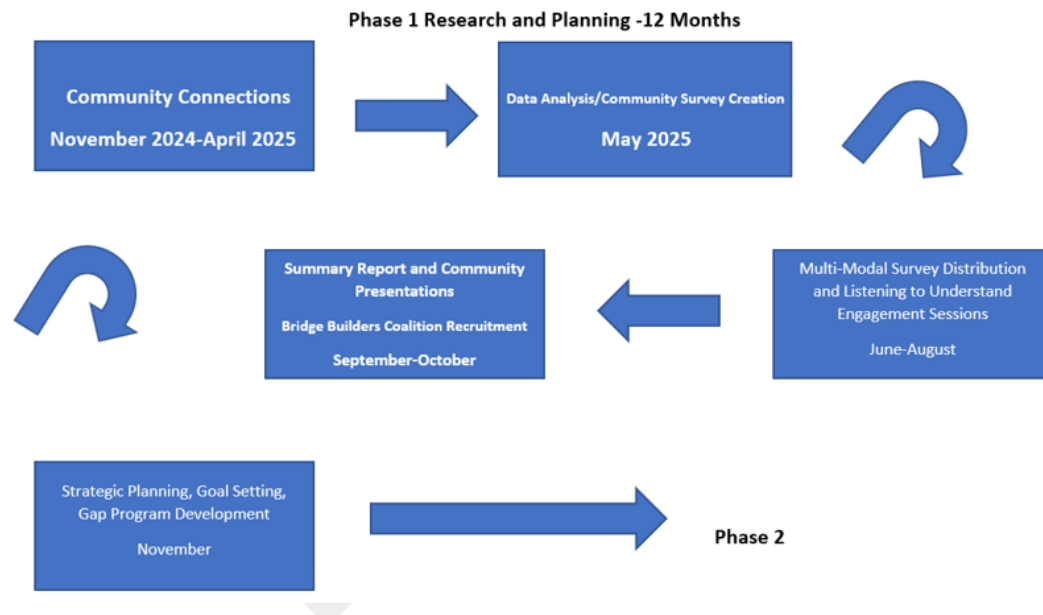 Phase 1 Research and Planning -12 Months
Community Connections
November 2024-April 2025
Data Analysis/Community Survey Creation
May 2025
Multi-Modal Survey Distribution
and Listening to Understand
Engagement Sessions
June-August
Summary Report and Community
Presentations
Bridge Builders Coalition Recruitment
September-October
Strategic Planning, Goal Setting,
Gap Program Development
November
Phase 2